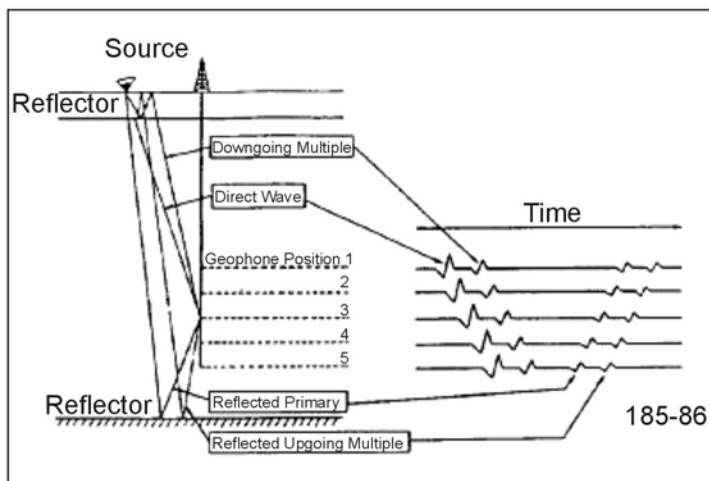 Source
Reflector
Downgoing Multiple
Direct Wave
Time
Geophone Position 1
2
3
4
5
Reflected Primary
Reflector
Reflected Upgoing Multiple
185-86